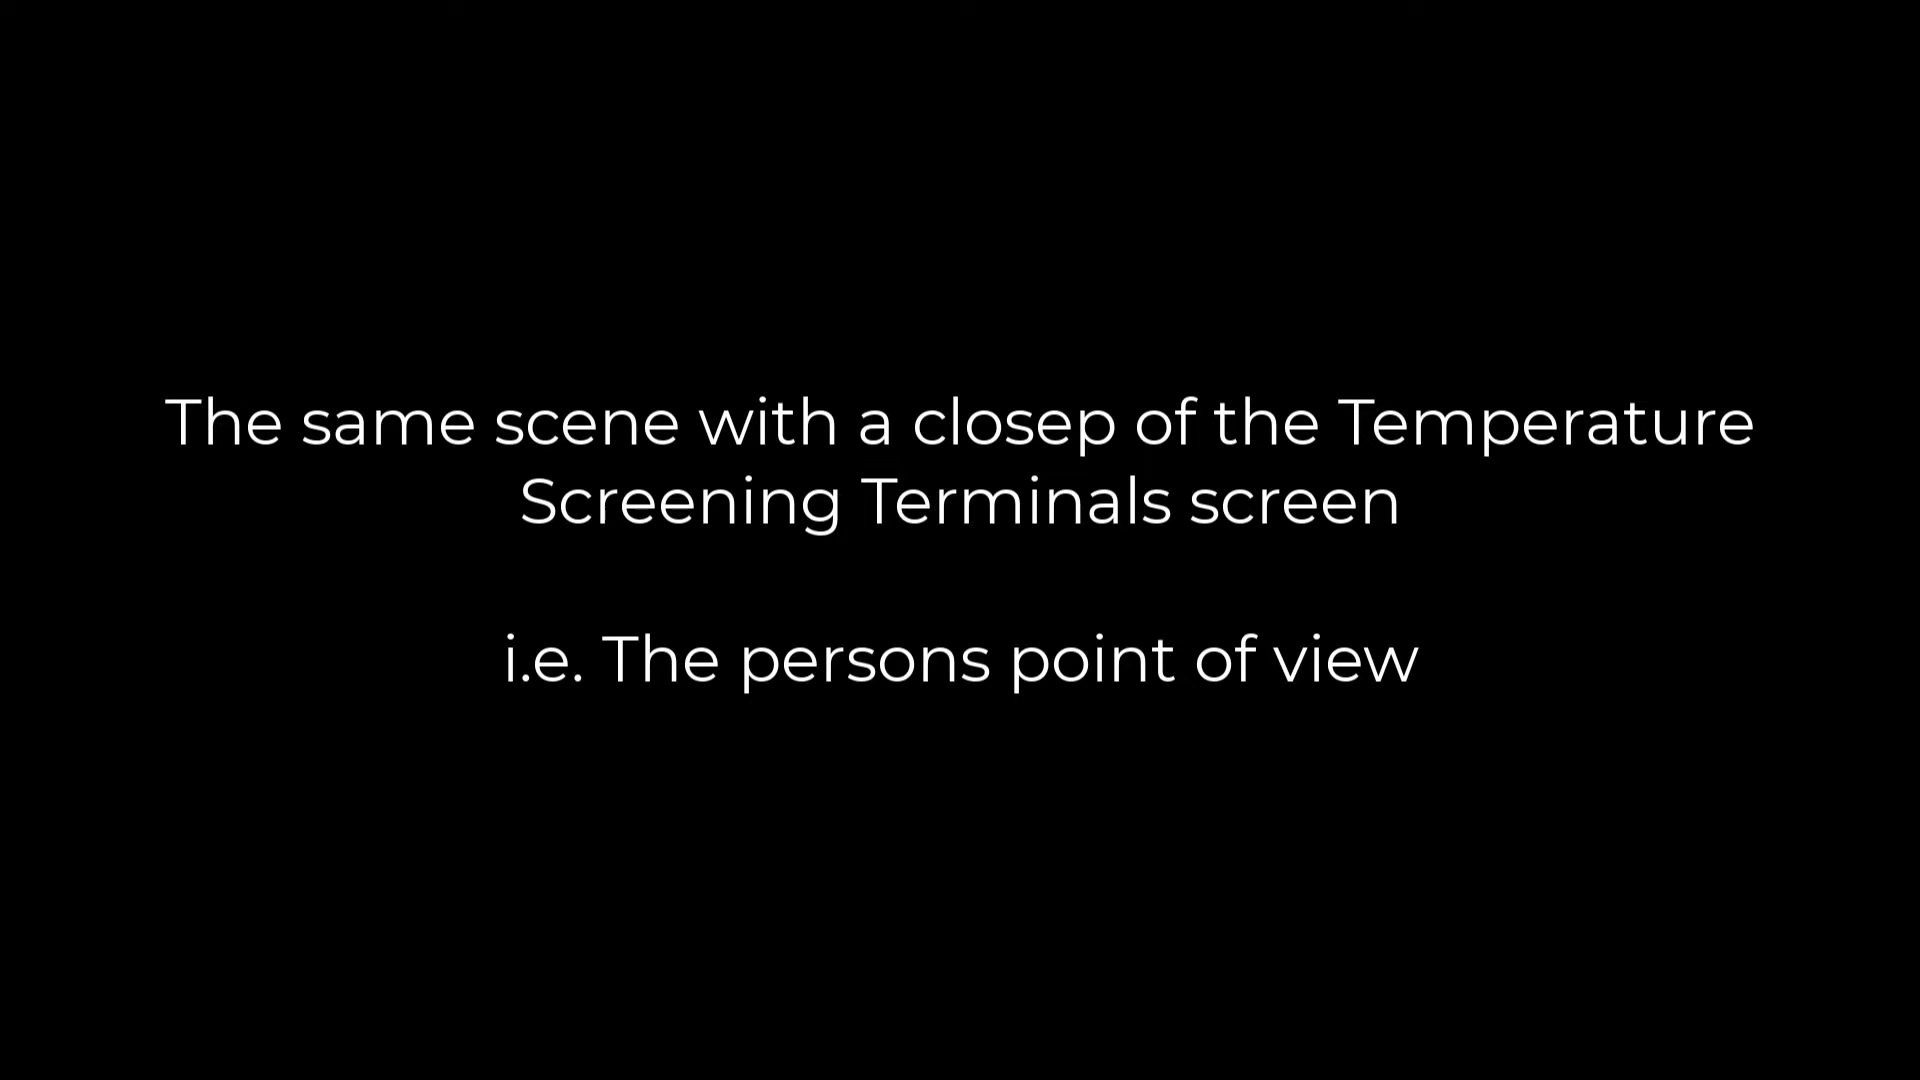 The same scene with a closep of the Temperature
Screening Terminals screen
i.e. The persons point of view